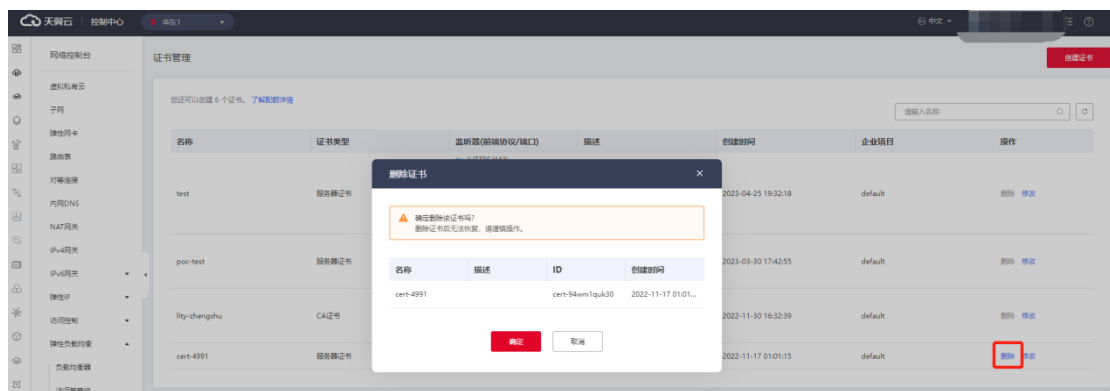 天翼云 控制中心 华东1 中文
网络控制台
证书管理
创建证书
虚拟私有云
子网
弹性网卡
路由表
对等连接
内网DNS
NAT网关
IPv4网关
IPv6网关
弹性IP
访问控制
弹性负载均衡
负载均衡器
您还可以创建 6 个证书。 了解配额详情
请输入名称
名称 证书类型 监听器(前端协议/端口) 描述 创建时间 企业项目 操作
test 服务器证书 2023-04-25 19:32:18 default 删除 修改
poc-test 服务器证书 2023-03-30 17:42:55 default 删除 修改
lity-zhengshu CA证书 2022-11-30 16:32:39 default 删除 修改
cert-4991 服务器证书 2022-11-17 01:01:15 default 删除 修改
删除证书
确定删除该证书吗?
删除证书后无法恢复，请谨慎操作。
名称 描述 ID 创建时间
cert-4991 cert-94wm1quk30 2022-11-17 01:01...
确定 取消